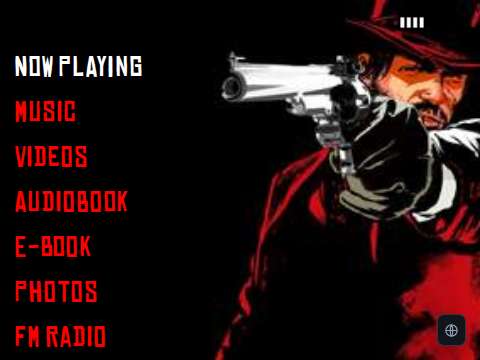 NOW PLAYING
MUSIC
VIDEOS
AUDIOBOOK
E-BOOK
PHOTOS
FM RADIO